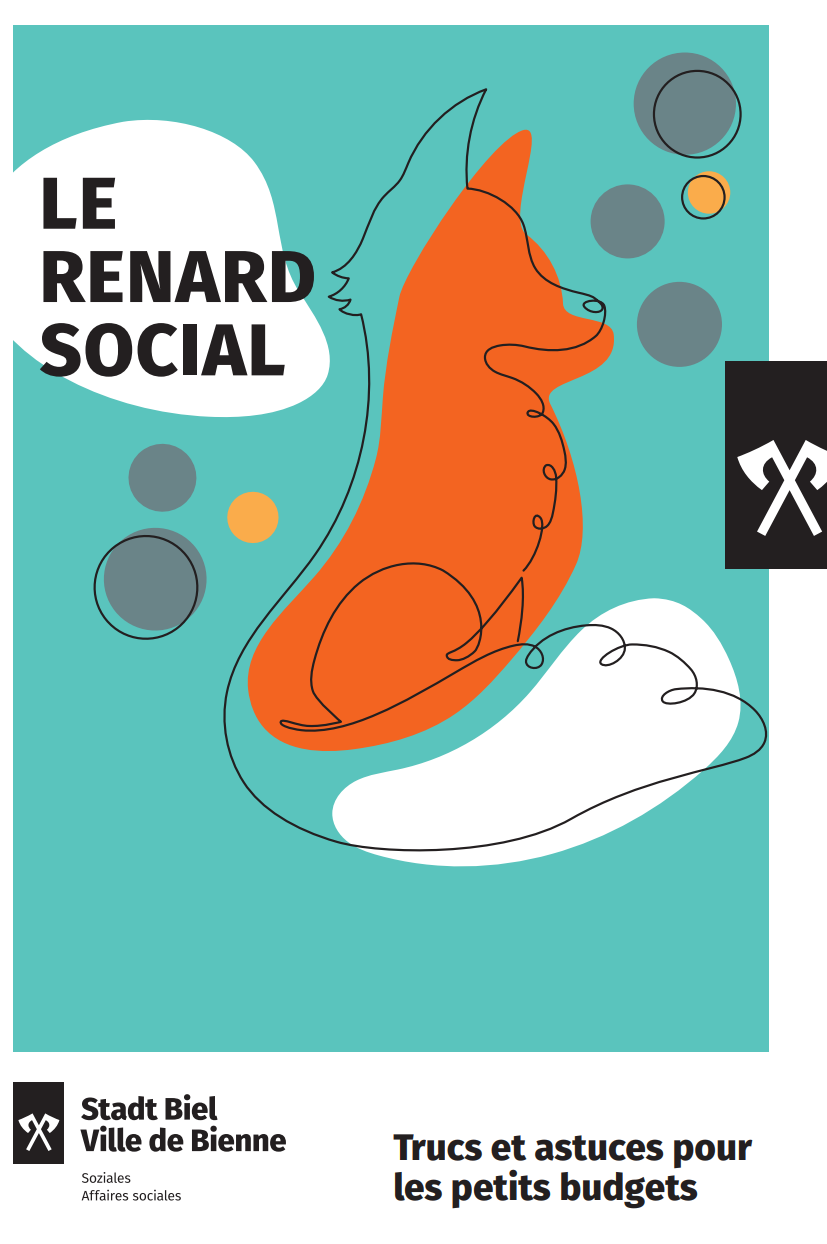 LE
RENARD
SOCIAL
Stadt Biel
Ville de Bienne
Soziales
Affaires sociales
Trucs et astuces pour
les petits budgets